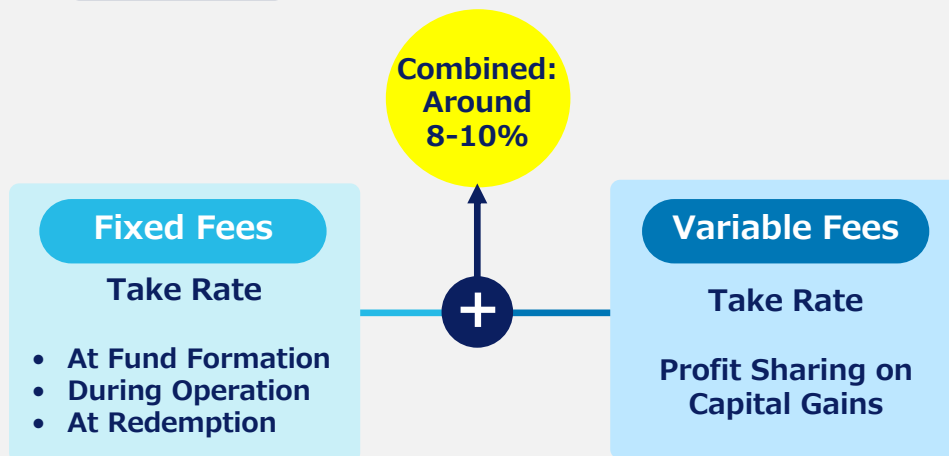 Combined:
Around
8-10%
Fixed Fees
Take Rate
• At Fund Formation
• During Operation
• At Redemption
+
Variable Fees
Take Rate
Profit Sharing on
Capital Gains